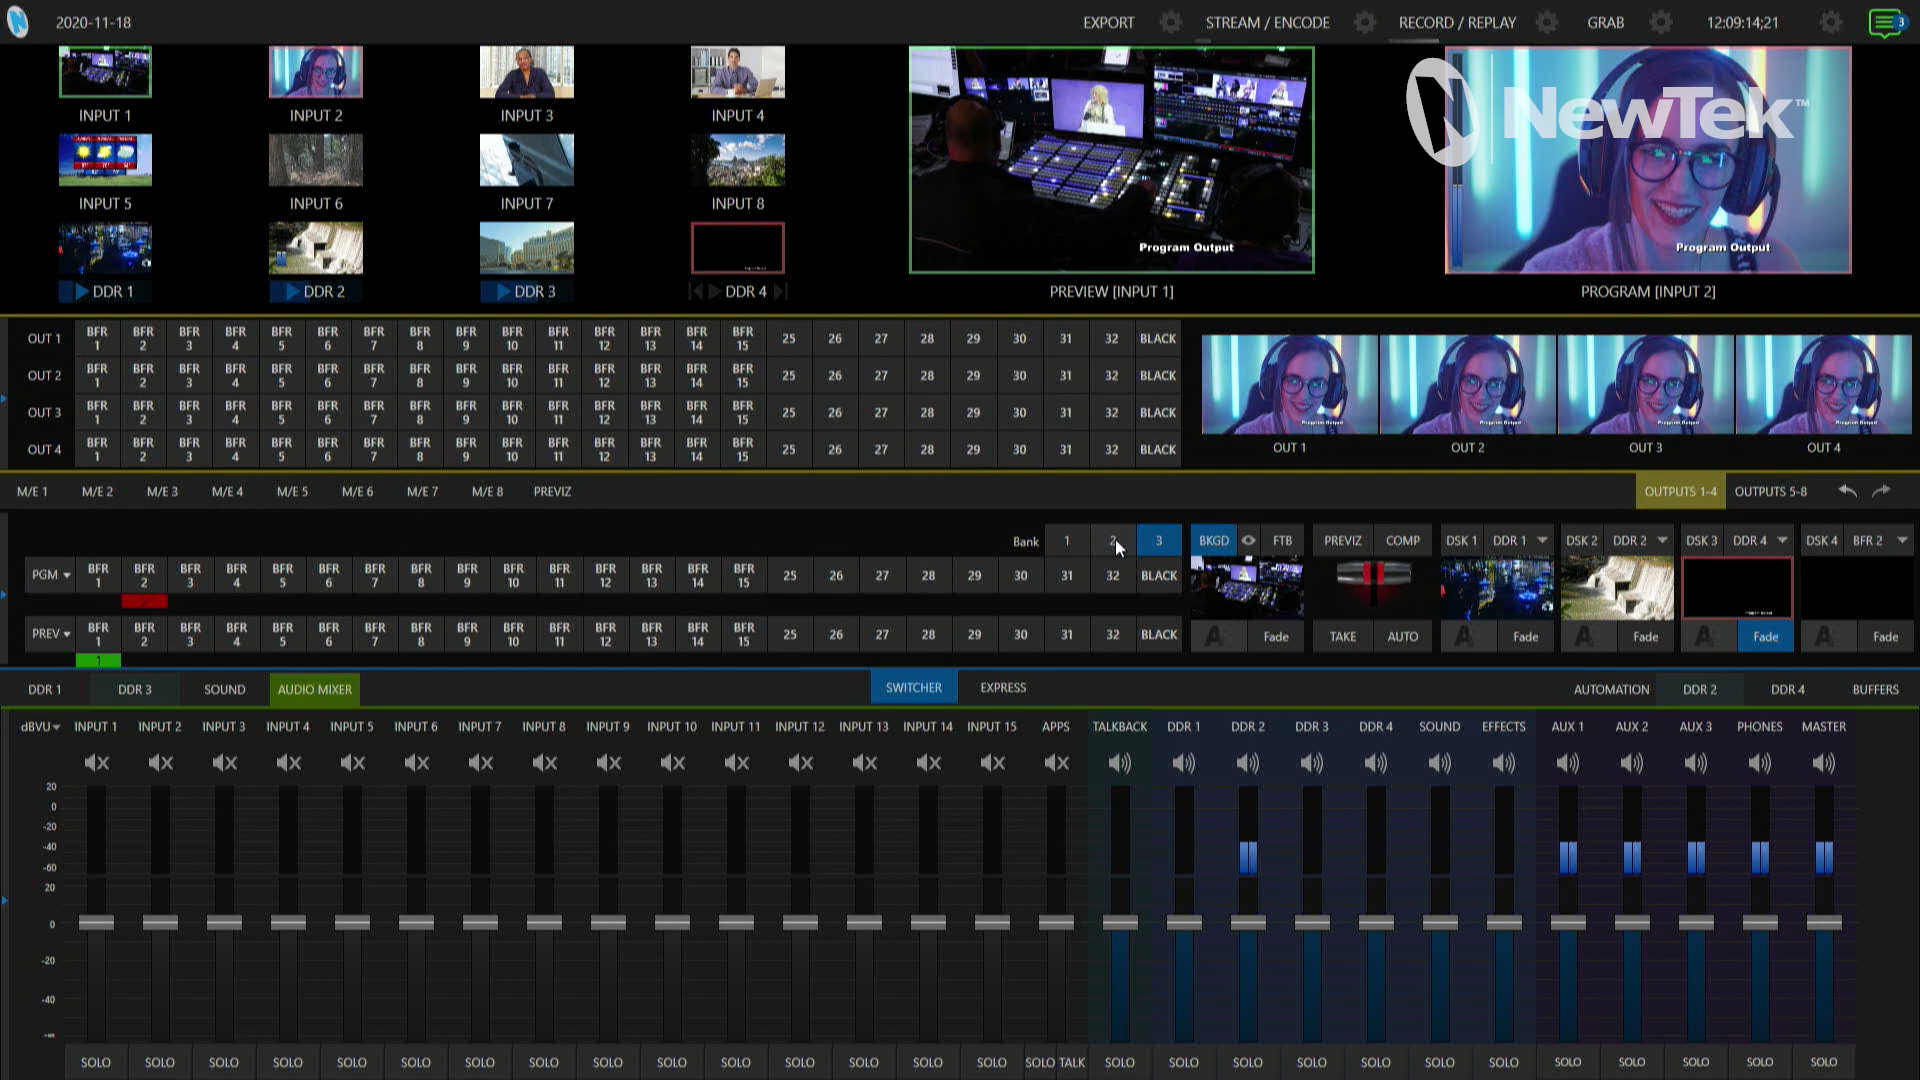 2020-11-18 EXPORT STREAM / ENCODE RECORD / REPLAY GRAB 12:09:14;21 3
INPUT 1 INPUT 2 INPUT 3 INPUT 4
INPUT 5 INPUT 6 INPUT 7 INPUT 8
DDR 1 DDR 2 DDR 3 DDR 4
Program Output
PREVIEW [INPUT 1]
NewTek™
Program Output
PROGRAM [INPUT 2]
OUT 1 BFR 1 BFR 2 BFR 3 BFR 4 BFR 5 BFR 6 BFR 7 BFR 8 BFR 9 BFR 10 BFR 11 BFR 12 BFR 13 BFR 14 BFR 15 25 26 27 28 29 30 31 32 BLACK
OUT 2 BFR 1 BFR 2 BFR 3 BFR 4 BFR 5 BFR 6 BFR 7 BFR 8 BFR 9 BFR 10 BFR 11 BFR 12 BFR 13 BFR 14 BFR 15 25 26 27 28 29 30 31 32 BLACK
OUT 3 BFR 1 BFR 2 BFR 3 BFR 4 BFR 5 BFR 6 BFR 7 BFR 8 BFR 9 BFR 10 BFR 11 BFR 12 BFR 13 BFR 14 BFR 15 25 26 27 28 29 30 31 32 BLACK
OUT 4 BFR 1 BFR 2 BFR 3 BFR 4 BFR 5 BFR 6 BFR 7 BFR 8 BFR 9 BFR 10 BFR 11 BFR 12 BFR 13 BFR 14 BFR 15 25 26 27 28 29 30 31 32 BLACK
Program Output Program Output Program Output Program Output
OUT 1 OUT 2 OUT 3 OUT 4
M/E 1 M/E 2 M/E 3 M/E 4 M/E 5 M/E 6 M/E 7 M/E 8 PREVIZ OUTPUTS 1-4 OUTPUTS 5-8
Bank 1 2 3 BKGD FTB PREVIZ COMP DSK 1 DDR 1 DSK 2 DDR 2 DSK 3 DDR 4 DSK 4 BFR 2
PGM BFR 1 BFR 2 BFR 3 BFR 4 BFR 5 BFR 6 BFR 7 BFR 8 BFR 9 BFR 10 BFR 11 BFR 12 BFR 13 BFR 14 BFR 15 25 26 27 28 29 30 31 32 BLACK
PREV BFR 1 BFR 2 BFR 3 BFR 4 BFR 5 BFR 6 BFR 7 BFR 8 BFR 9 BFR 10 BFR 11 BFR 12 BFR 13 BFR 14 BFR 15 25 26 27 28 29 30 31 32 BLACK
1
Fade TAKE AUTO Fade Fade Fade Fade
DDR 1 DDR 3 SOUND AUDIO MIXER SWITCHER EXPRESS AUTOMATION DDR 2 DDR 4 BUFFERS
dBVU INPUT 1 INPUT 2 INPUT 3 INPUT 4 INPUT 5 INPUT 6 INPUT 7 INPUT 8 INPUT 9 INPUT 10 INPUT 11 INPUT 12 INPUT 13 INPUT 14 INPUT 15 APPS TALKBACK DDR 1 DDR 2 DDR 3 DDR 4 SOUND EFFECTS AUX 1 AUX 2 AUX 3 PHONES MASTER
20
0
-20
-40
-60
20
0
-20
-40
-∞
SOLO SOLO SOLO SOLO SOLO SOLO SOLO SOLO SOLO SOLO SOLO SOLO SOLO SOLO SOLO SOLO TALK SOLO SOLO SOLO SOLO SOLO SOLO SOLO SOLO SOLO SOLO SOLO SOLO